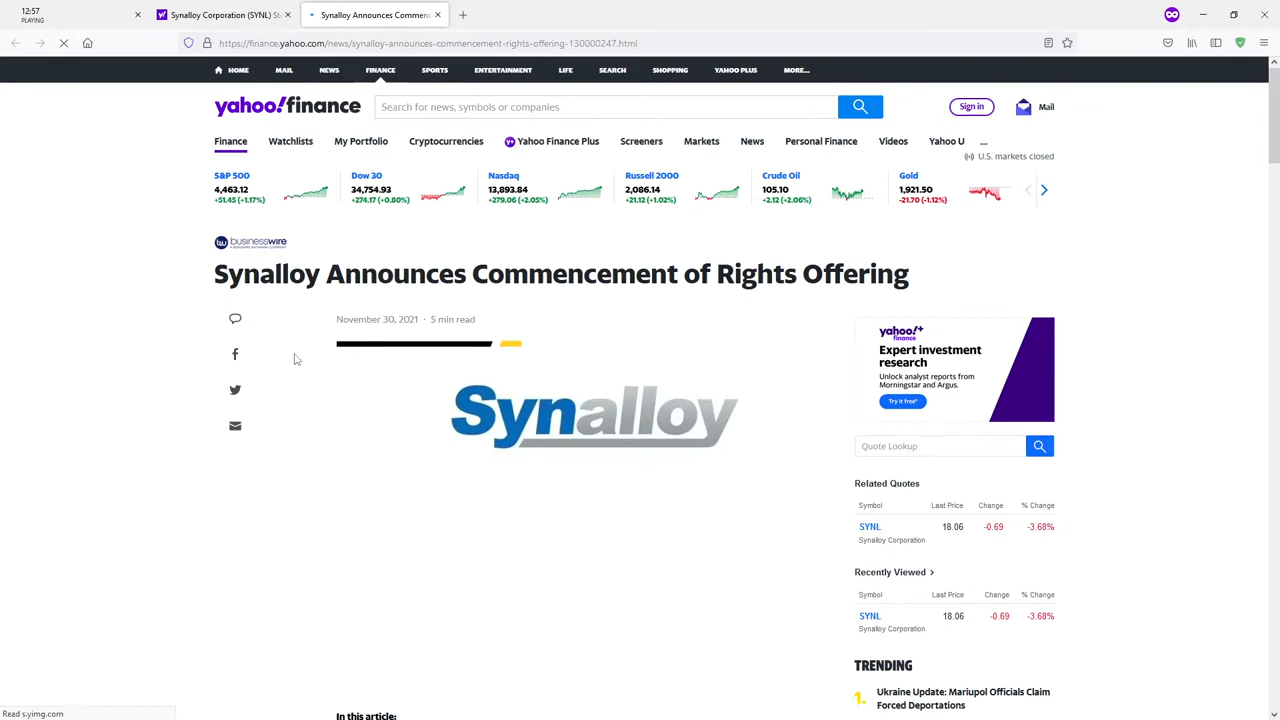 12:57
PLAYING
Synalloy Corporation (SYNL) St
Synalloy Announces Commenc
https://finance.yahoo.com/news/synalloy-announces-commencement-rights-offering-130000247.html
HOME MAIL NEWS FINANCE SPORTS ENTERTAINMENT LIFE SEARCH SHOPPING YAHOO PLUS MORE...
yahoo!finance
Search for news, symbols or companies
Sign in
Mail
Finance Watchlists My Portfolio Cryptocurrencies Y+ Yahoo Finance Plus Screeners Markets News Personal Finance Videos Yahoo U ...
U.S. markets closed
S&P 500
4,463.12
+51.45 (+1.17%)
Dow 30
34,754.93
+274.17 (+0.80%)
Nasdaq
13,893.84
+279.06 (+2.05%)
Russell 2000
2,086.14
+21.12 (+1.02%)
Crude Oil
105.10
+2.12 (+2.06%)
Gold
1,921.50
-21.70 (-1.12%)
bw businesswire
A BERKSHIRE HATHAWAY COMPANY
Synalloy Announces Commencement of Rights Offering
November 30, 2021 · 5 min read
Synalloy
In this article:
yahoo!+
finance
Expert investment
research
Unlock analyst reports from
Morningstar and Argus.
Try it free*
Quote Lookup
Related Quotes
Symbol Last Price Change % Change
SYNL 18.06 -0.69 -3.68%
Synalloy Corporation
Recently Viewed >
Symbol Last Price Change % Change
SYNL 18.06 -0.69 -3.68%
Synalloy Corporation
TRENDING
1. Ukraine Update: Mariupol Officials Claim
Forced Deportations
Read s.yimg.com